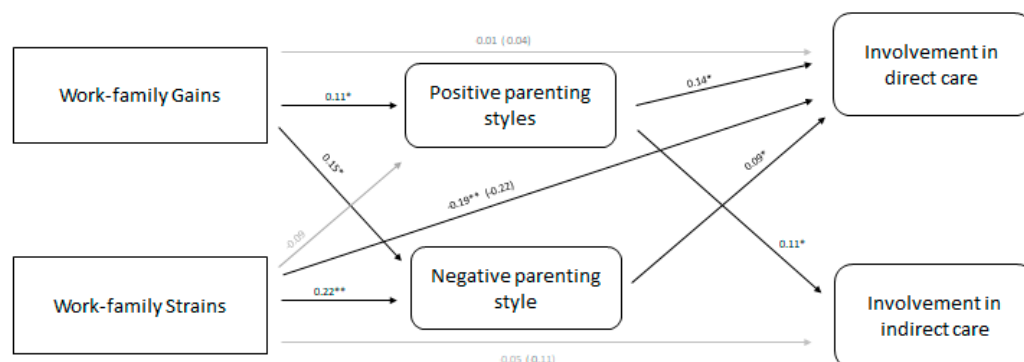 0.01 (0.04)
Involvement in
direct care
Work-family Gains
0.11*
Positive parenting
styles
0.14*
0.15*
0.09*
-0.19** (-0.22)
-0.09
0.11*
Work-family Strains
0.22**
Negative parenting
style
Involvement in
indirect care
0.05 (0.11)